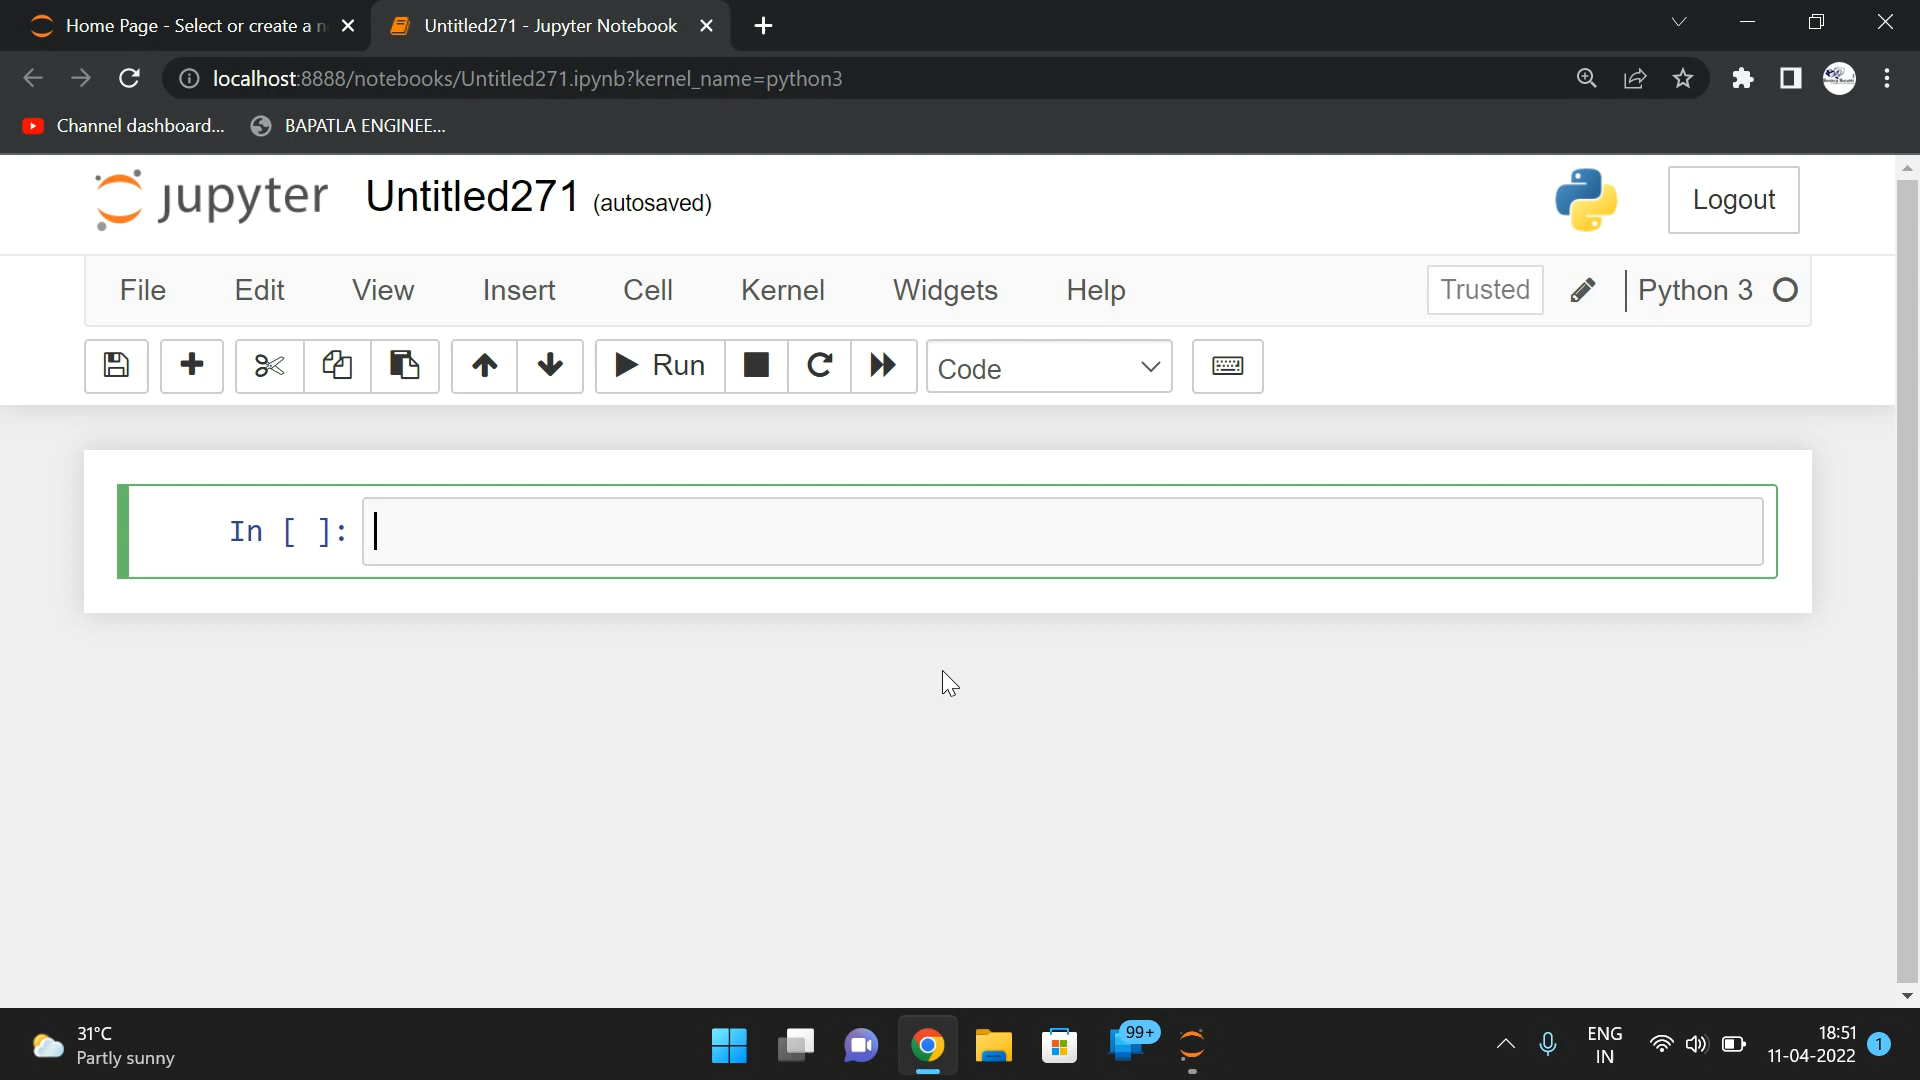 Home Page - Select or create a n
Untitled271 - Jupyter Notebook
localhost:8888/notebooks/Untitled271.ipynb?kernel_name=python3
Channel dashboard...
BAPATLA ENGINEE...
jupyter
Untitled271 (autosaved)
Logout
File Edit View Insert Cell Kernel Widgets Help
Trusted
Python 3
Run
Code
In [ ]:
31°C
Partly sunny
99+
ENG
IN
18:51
11-04-2022
1